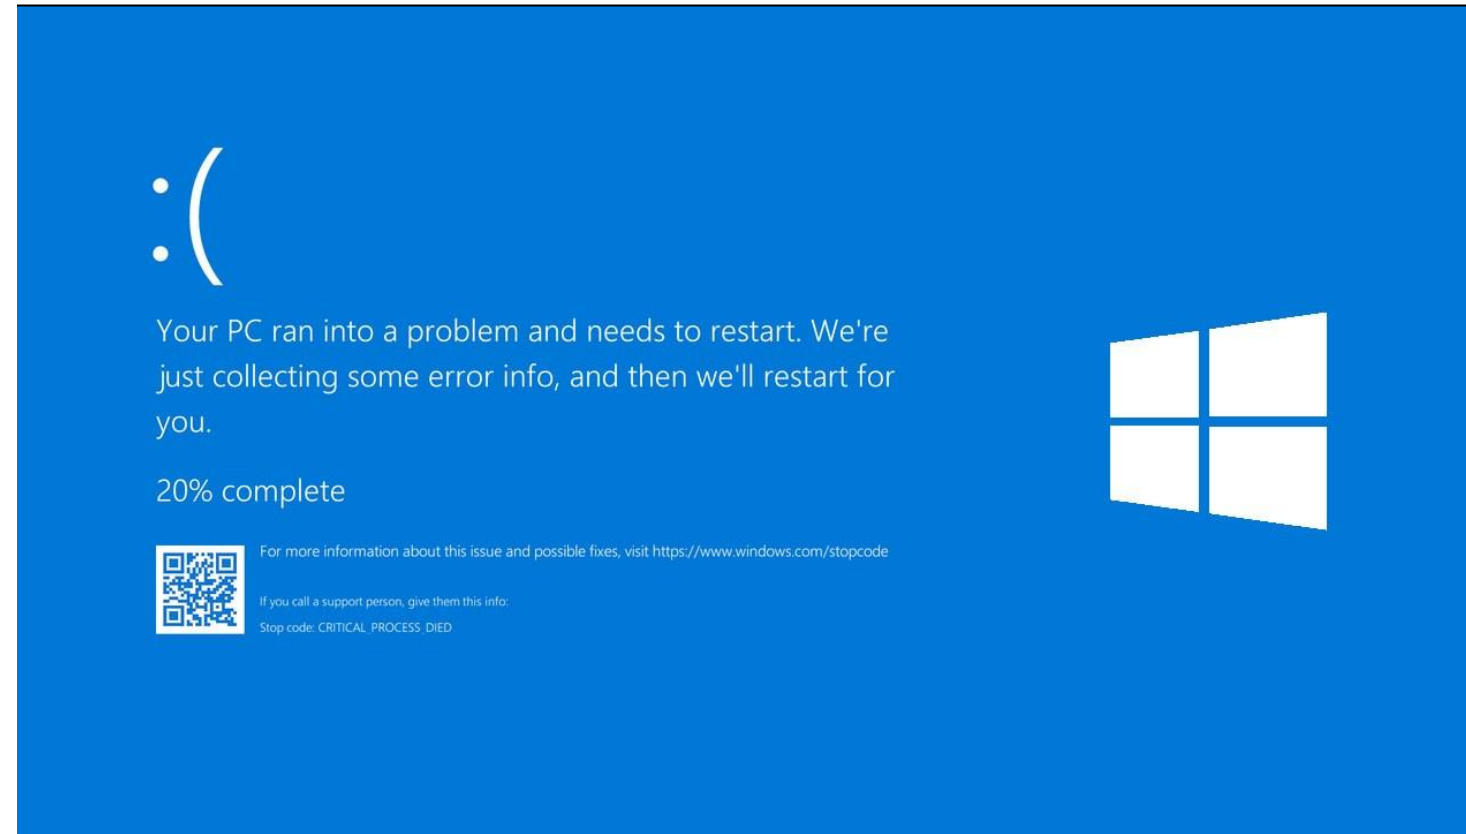 :(
Your PC ran into a problem and needs to restart. We're
just collecting some error info, and then we'll restart for
you.
20% complete
For more information about this issue and possible fixes, visit https://www.windows.com/stopcode
If you call a support person, give them this info:
Stop code: CRITICAL_PROCESS_DIED